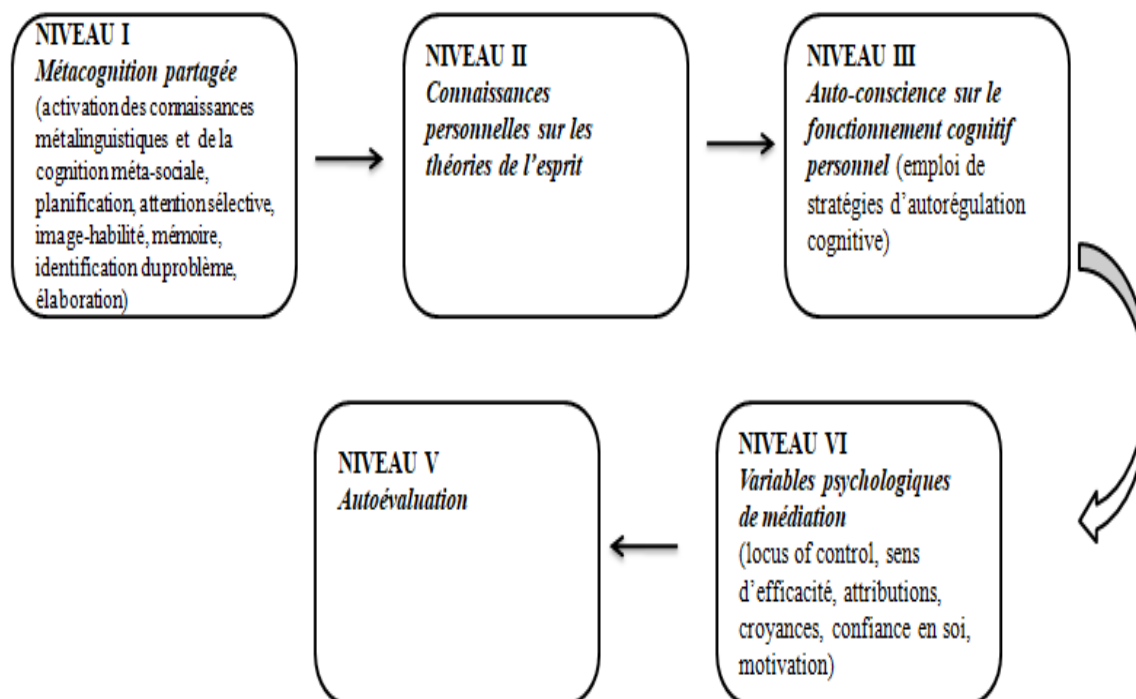 NIVEAU I
Métacognition partagée
(activation des connaissances
métalinguistiques et de la
cognition méta-sociale,
planification, attention sélective,
image-habilité, mémoire,
identification duproblème,
élaboration)
NIVEAU II
Connaissances
personnelles sur les
théories de l'esprit
NIVEAU III
Auto-conscience sur le
fonctionnement cognitif
personnel (emploi de
stratégies d'autorégulation
cognitive)
NIVEAU V
Autoévaluation
NIVEAU VI
Variables psychologiques
de médiation
(locus of control, sens
d'efficacité, attributions,
croyances, confiance en soi,
motivation)